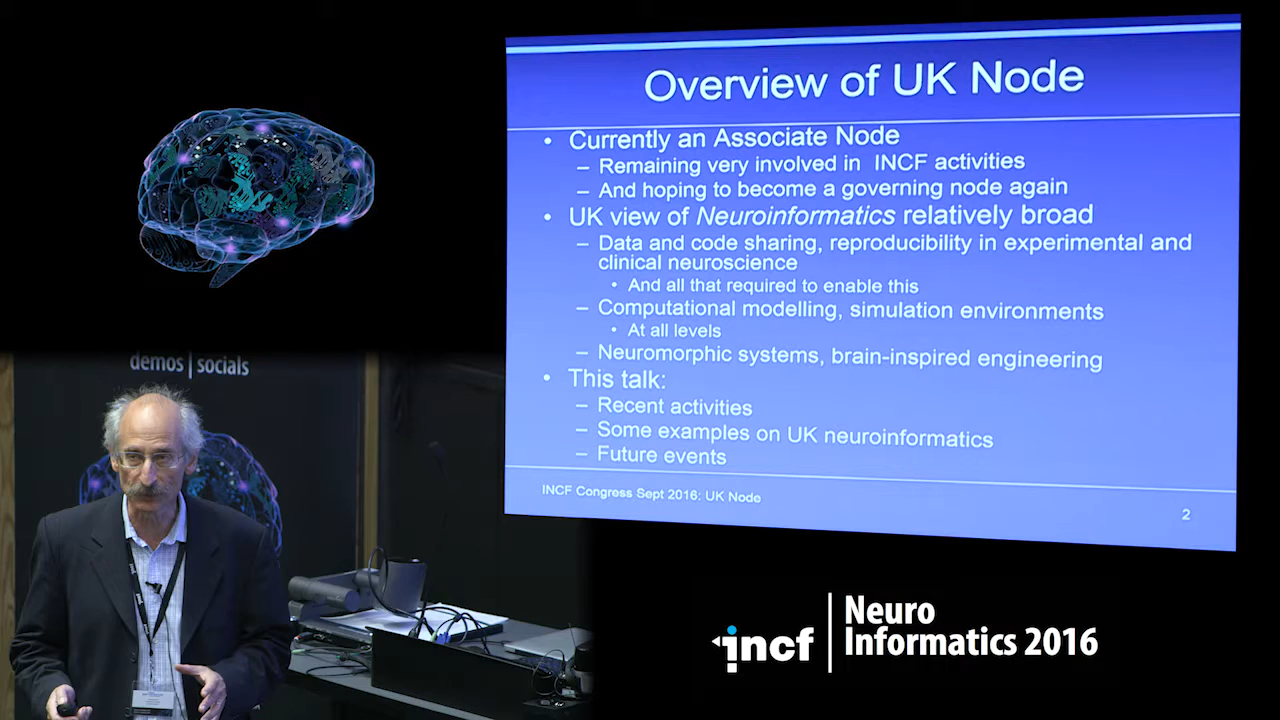 Overview of UK Node
• Currently an Associate Node
– Remaining very involved in INCF activities
– And hoping to become a governing node again
• UK view of Neuroinformatics relatively broad
– Data and code sharing, reproducibility in experimental and
clinical neuroscience
• And all that required to enable this
– Computational modelling, simulation environments
• At all levels
– Neuromorphic systems, brain-inspired engineering
• This talk:
– Recent activities
– Some examples on UK neuroinformatics
– Future events
INCF Congress Sept 2016: UK Node
2
demos | socials
incf
Neuro
Informatics 2016